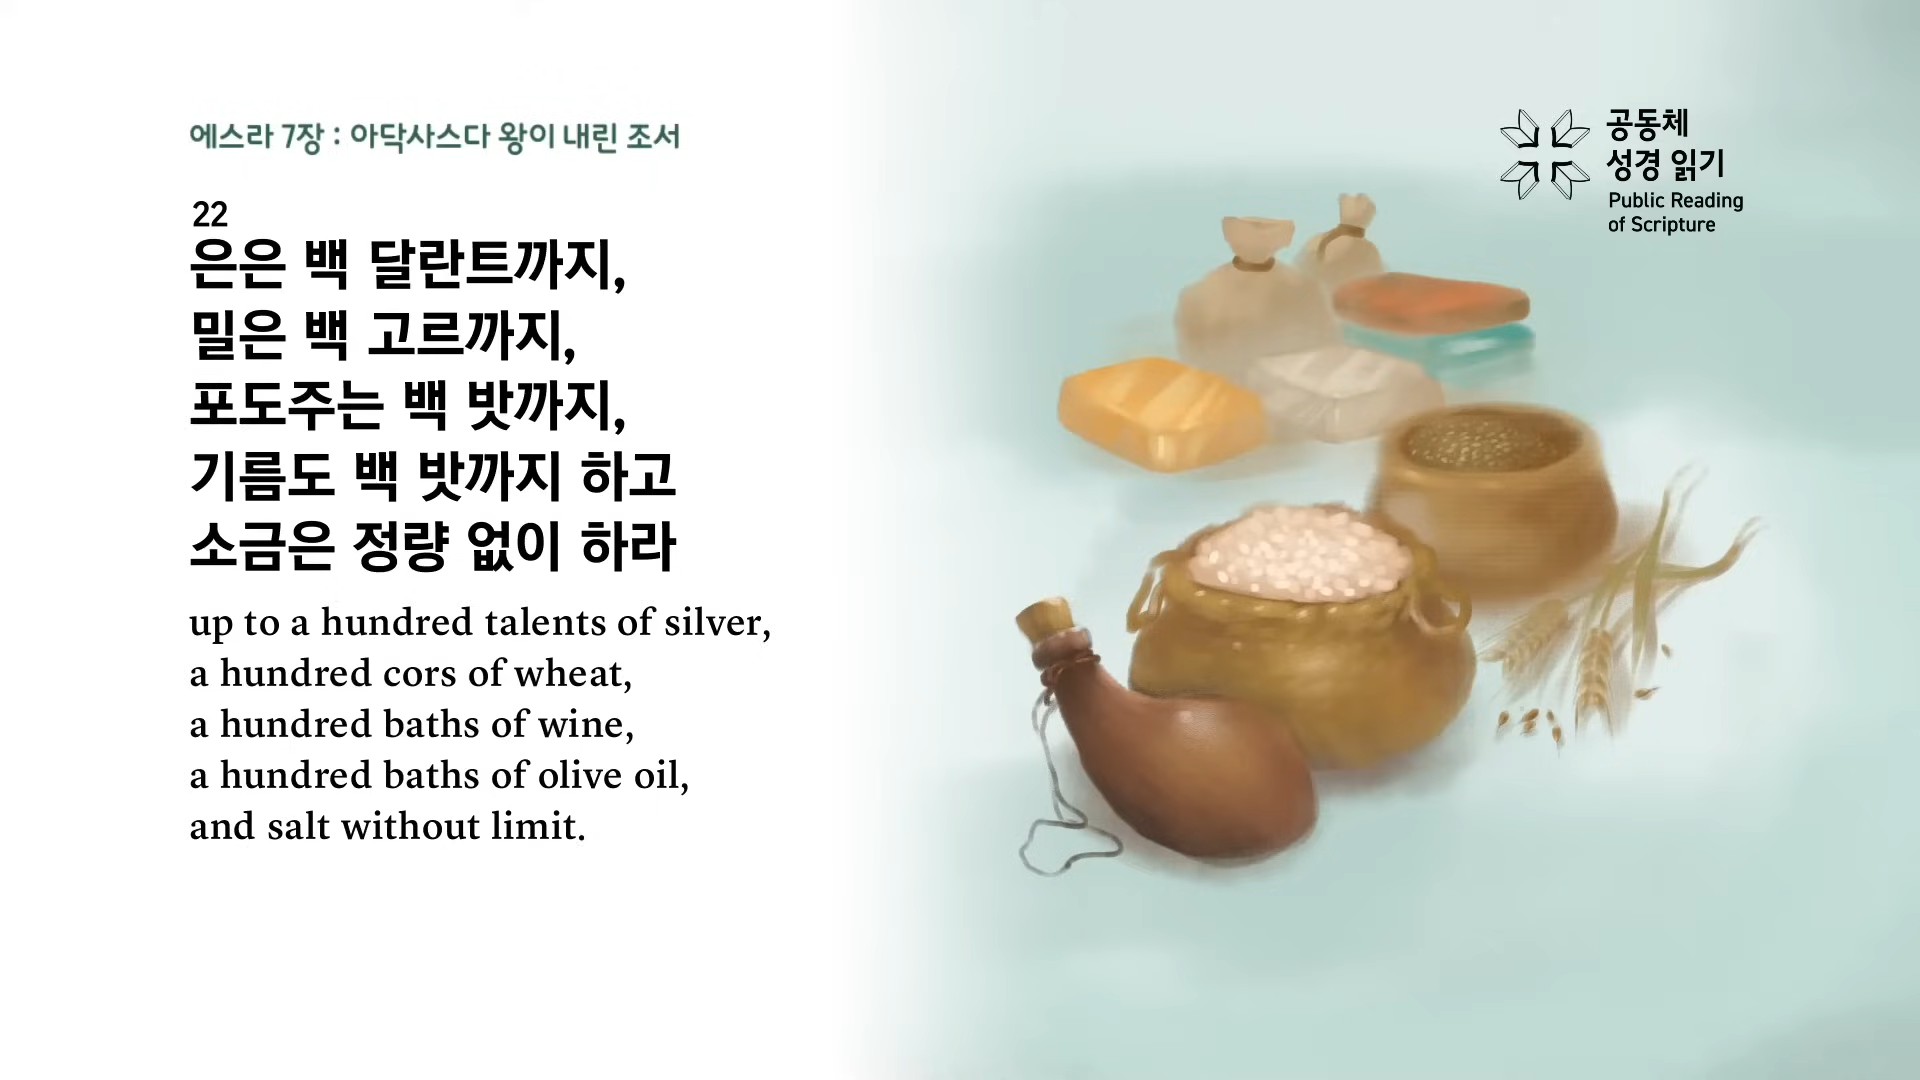 에스라 7장 : 아닥사스다 왕이 내린 조서
22
은은 백 달란트까지,
밀은 백 고르까지,
포도주는 백 밧까지,
기름도 백 밧까지 하고
소금은 정량 없이 하라
up to a hundred talents of silver,
a hundred cors of wheat,
a hundred baths of wine,
a hundred baths of olive oil,
and salt without limit.
공동체
성경 읽기
Public Reading
of Scripture